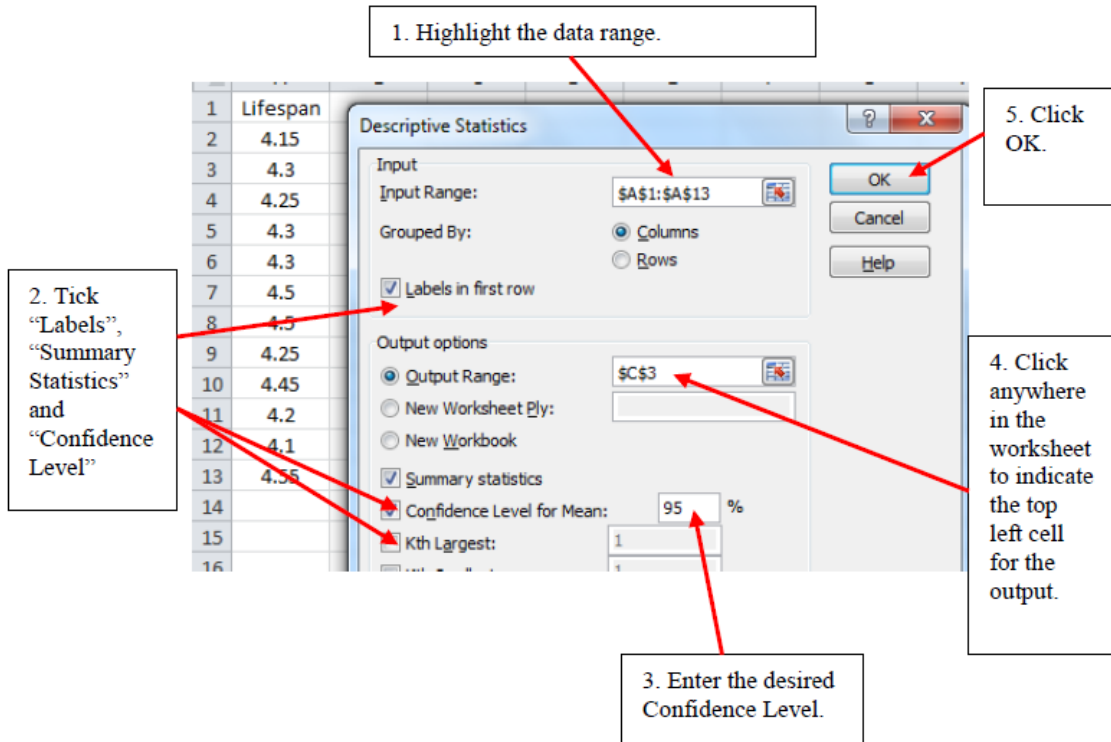 1. Highlight the data range.
1 Lifespan
2 4.15
3 4.3
4 4.25
5 4.3
6 4.3
7 4.5
8 4.5
9 4.25
10 4.45
11 4.2
12 4.1
13 4.55
14
15
16
Descriptive Statistics
Input
Input Range: $A$1:$A$13
Grouped By: Columns
Rows
Labels in first row
Output options
Output Range: $C$3
New Worksheet Ply:
New Workbook
Summary statistics
Confidence Level for Mean: 95 %
Kth Largest: 1
1
OK
Cancel
Help
5. Click
OK.
2. Tick
“Labels”,
“Summary
Statistics”
and
“Confidence
Level”
4. Click
anywhere
in the
worksheet
to indicate
the top
left cell
for the
output.
3. Enter the desired
Confidence Level.